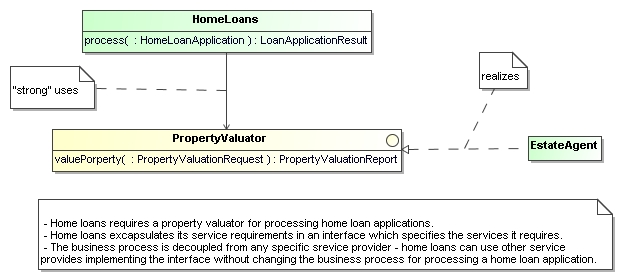 HomeLoans
process( : HomeLoanApplication ) : LoanApplicationResult
realizes
"strong" uses
PropertyValuator
valuePorperty( : PropertyValuationRequest ) : PropertyValuationReport
EstateAgent
- Home loans requires a property valuator for processing home loan applications.
- Home loans excapsulates its service requirements in an interface which specifies the services it requires.
- The business process is decoupled from any specific srevice provider - home loans can use other service
provides implementing the interface without changing the business process for processing a home loan application.